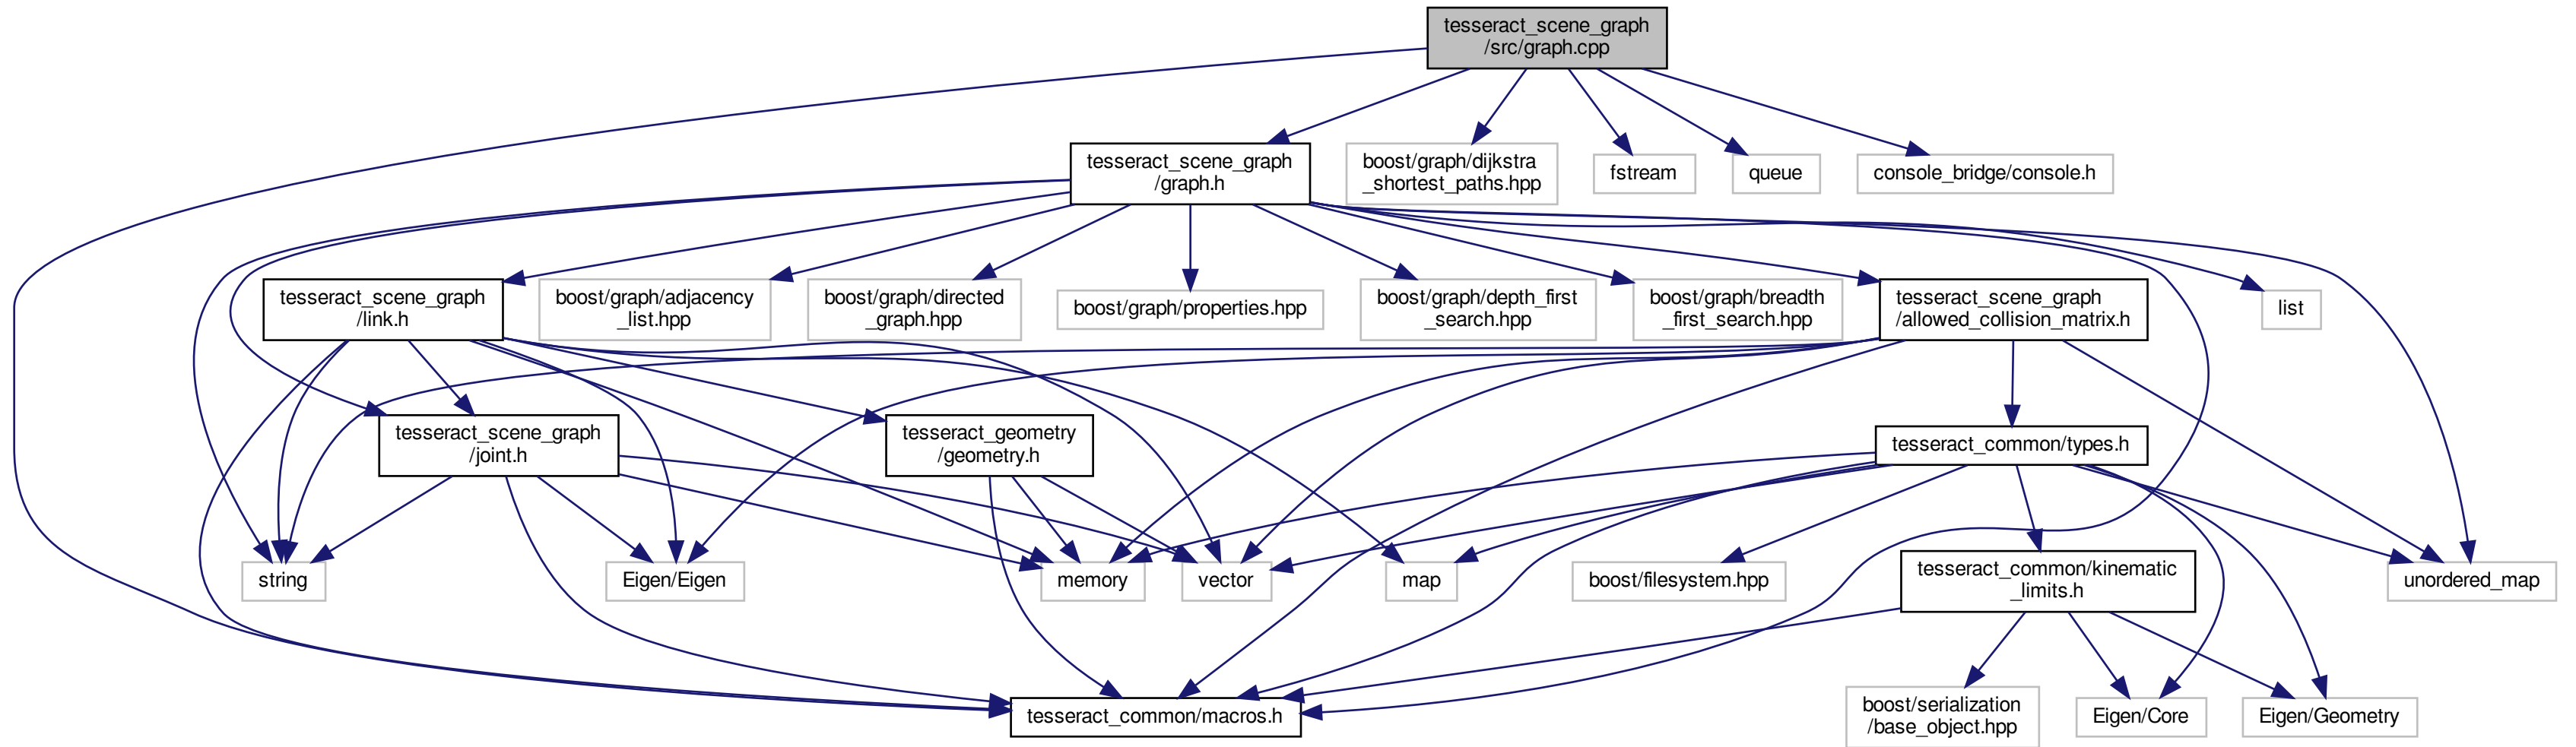 tesseract_scene_graph
/src/graph.cpp
tesseract_scene_graph
/graph.h
boost/graph/dijkstra
_shortest_paths.hpp
fstream
queue
console_bridge/console.h
tesseract_scene_graph
/link.h
boost/graph/adjacency
_list.hpp
boost/graph/directed
_graph.hpp
boost/graph/properties.hpp
boost/graph/depth_first
_search.hpp
boost/graph/breadth
_first_search.hpp
tesseract_scene_graph
/allowed_collision_matrix.h
list
tesseract_scene_graph
/joint.h
tesseract_geometry
/geometry.h
tesseract_common/types.h
string
Eigen/Eigen
memory
vector
map
boost/filesystem.hpp
tesseract_common/kinematic
_limits.h
unordered_map
tesseract_common/macros.h
boost/serialization
/base_object.hpp
Eigen/Core
Eigen/Geometry